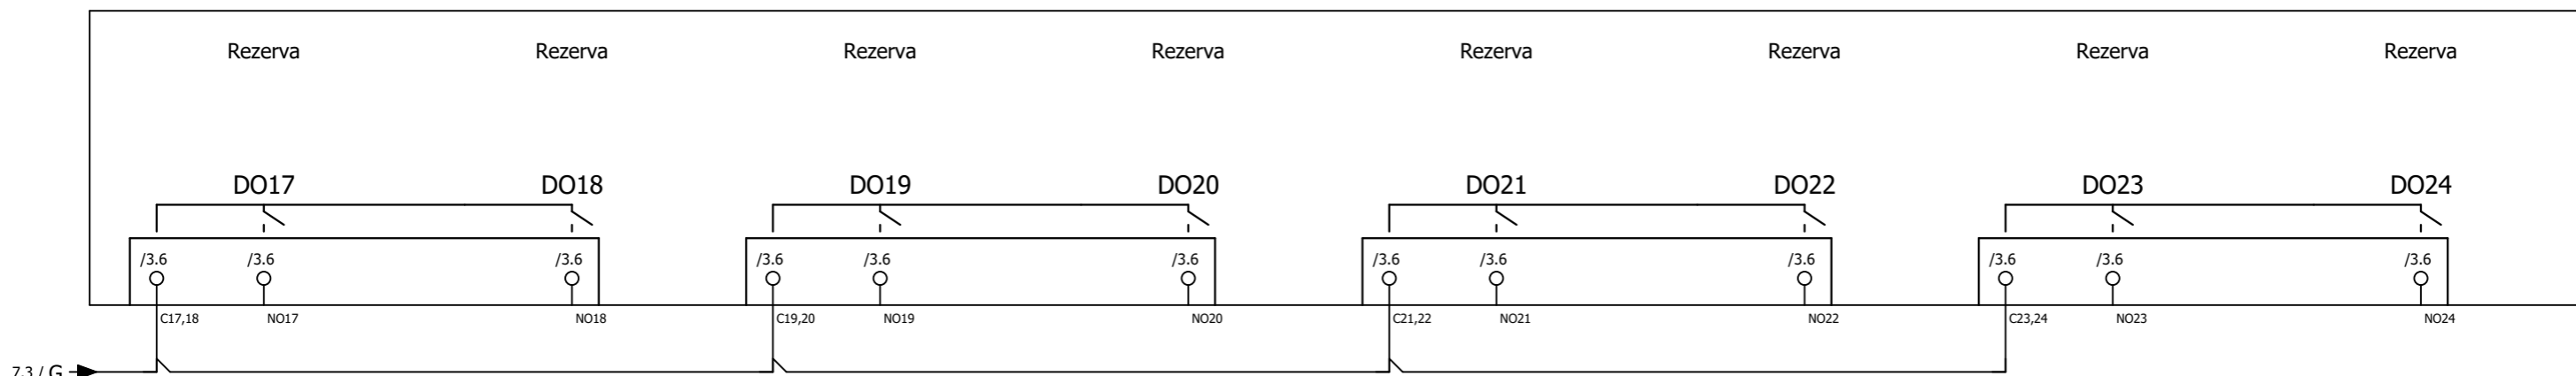 Rezerva Rezerva Rezerva Rezerva Rezerva Rezerva Rezerva Rezerva
DO17 DO18 DO19 DO20 DO21 DO22 DO23 DO24
/3.6 /3.6 /3.6 /3.6 /3.6 /3.6 /3.6 /3.6 /3.6 /3.6 /3.6 /3.6
C17,18 NO17 NO18 C19,20 NO19 NO20 C21,22 NO21 NO22 C23,24 NO23 NO24
7.3 / G